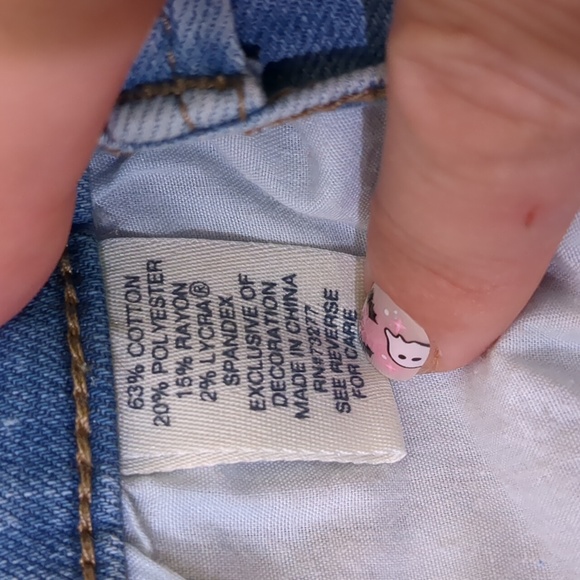 63% COTTON
20% POLYESTER
15% RAYON
2% LYCRA®
SPANDEX
EXCLUSIVE OF
DECORATION
MADE IN CHINA
RN#73277
SEE REVERSE
FOR CARE